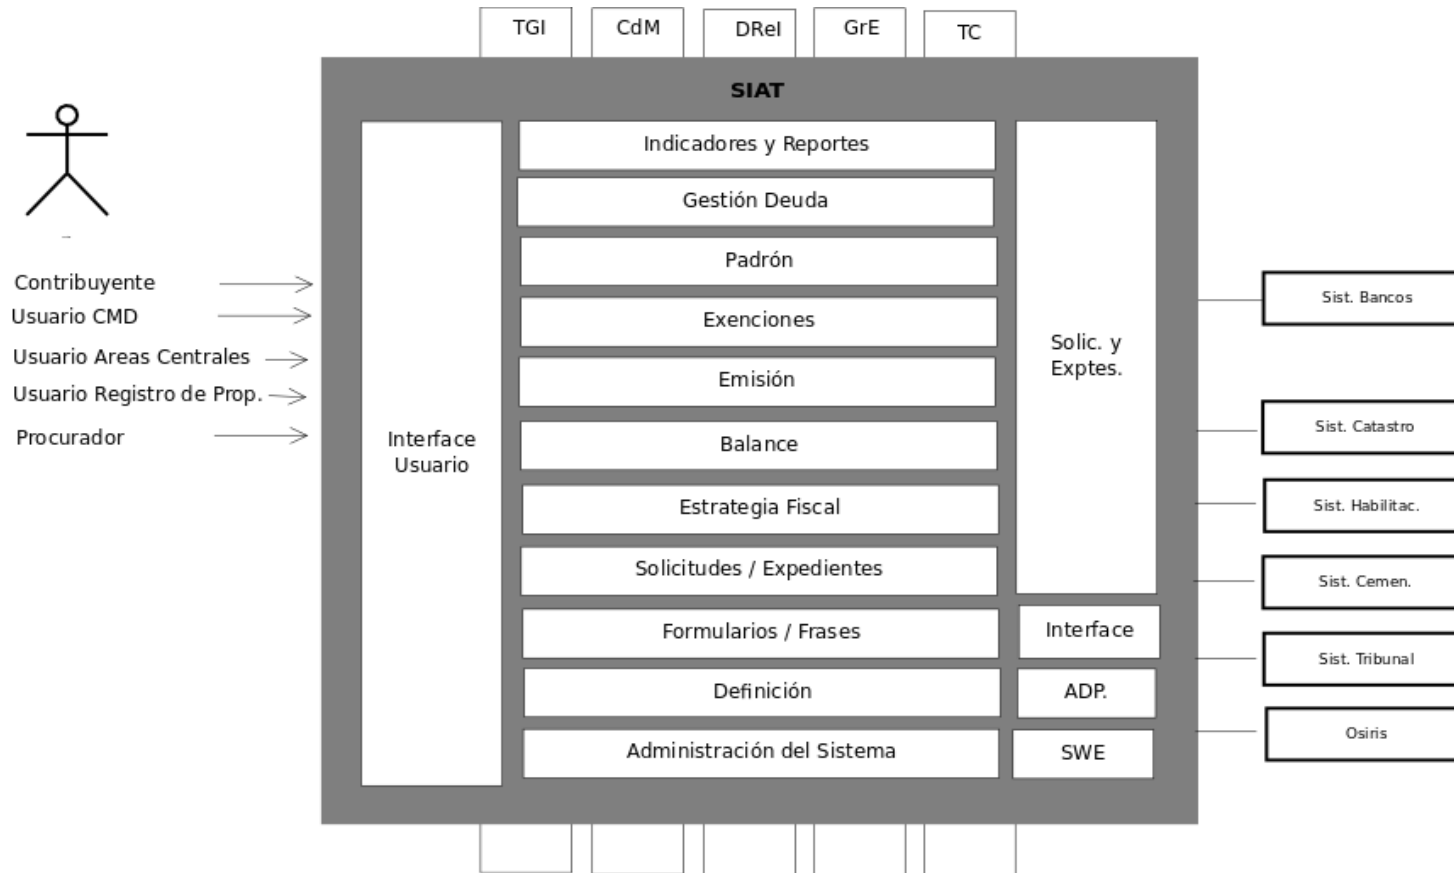 TGI
CdM
DReI
GrE
TC
SIAT
Contribuyente
Usuario CMD
Usuario Areas Centrales
Usuario Registro de Prop.
Procurador
Interface
Usuario
Indicadores y Reportes
Gestión Deuda
Padrón
Exenciones
Emisión
Balance
Estrategia Fiscal
Solicitudes / Expedientes
Formularios / Frases
Definición
Administración del Sistema
Solic. y
Exptes.
Interface
ADP.
SWE
Sist. Bancos
Sist. Catastro
Sist. Habilitac.
Sist. Cemen.
Sist. Tribunal
Osiris